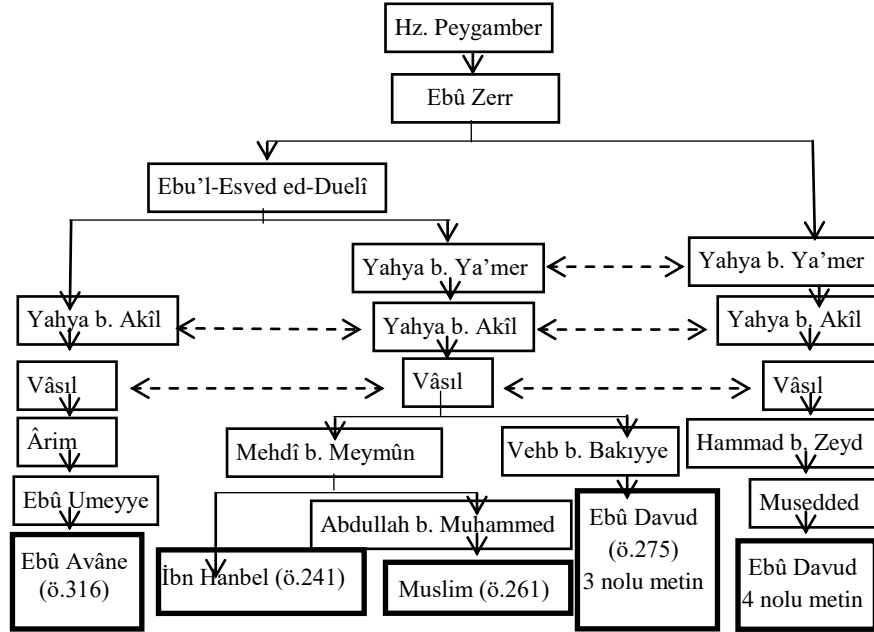 Hz. Peygamber
Ebû Zerr
Ebu’l-Esved ed-Duelî
Yahya b. Ya’mer
Yahya b. Ya’mer
Yahya b. Akîl
Yahya b. Akîl
Yahya b. Akîl
Vâsıl
Vâsıl
Vâsıl
Ârim
Mehdî b. Meymûn
Vehb b. Bakıyye
Hammad b. Zeyd
Ebû Umeyye
Abdullah b. Muhammed
Musedded
Ebû Avâne
(ö.316)
İbn Hanbel (ö.241)
Muslim (ö.261)
Ebû Davud
(ö.275)
3 nolu metin
Ebû Davud
4 nolu metin